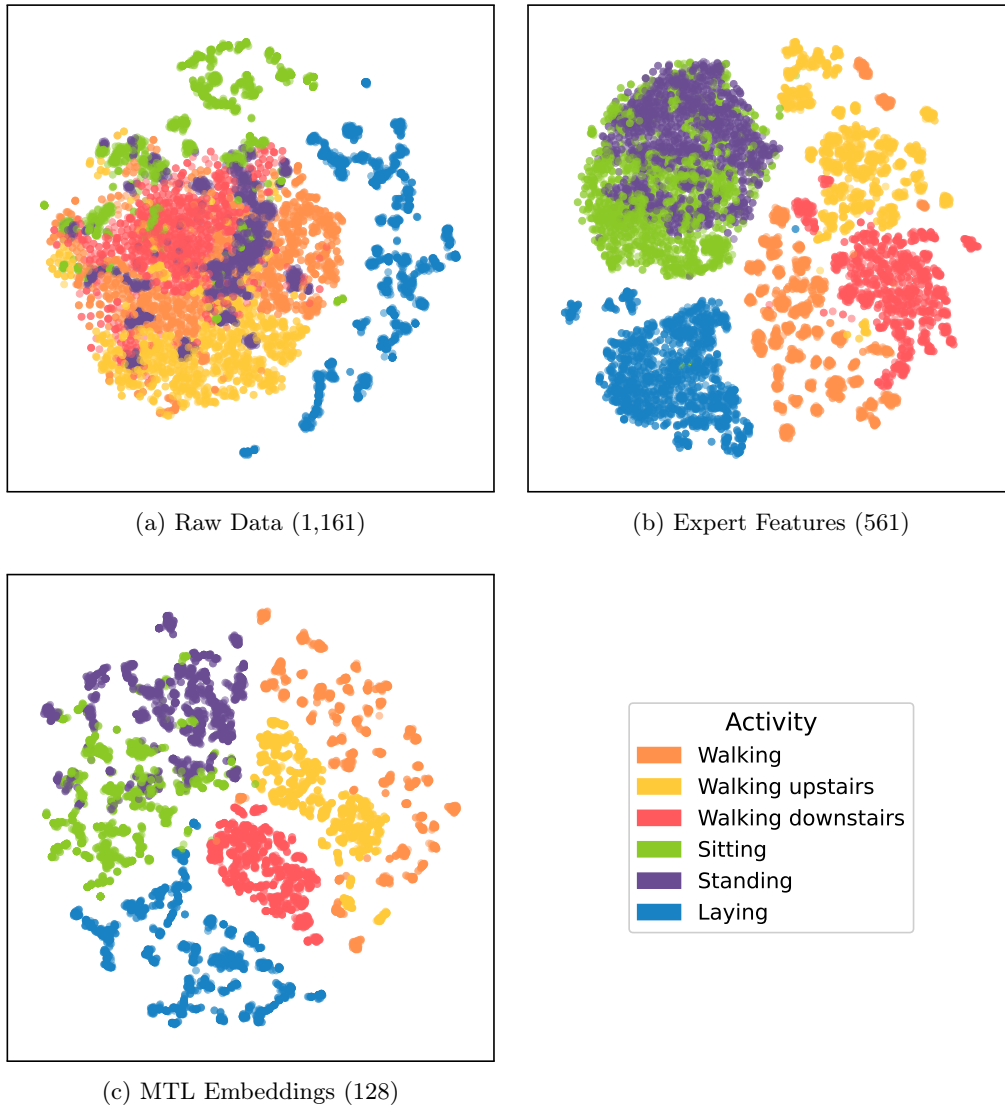 (a) Raw Data (1,161)
(b) Expert Features (561)
(c) MTL Embeddings (128)
Activity
Walking
Walking upstairs
Walking downstairs
Sitting
Standing
Laying